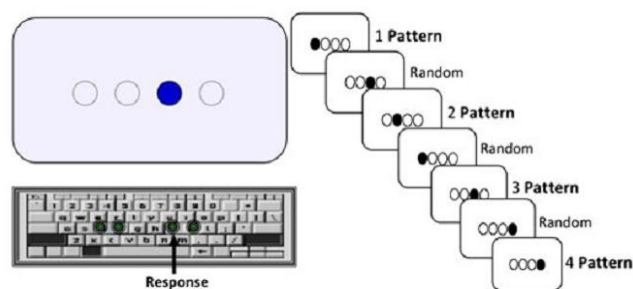 1 Pattern
Random
2 Pattern
Random
3 Pattern
Random
4 Pattern
Response